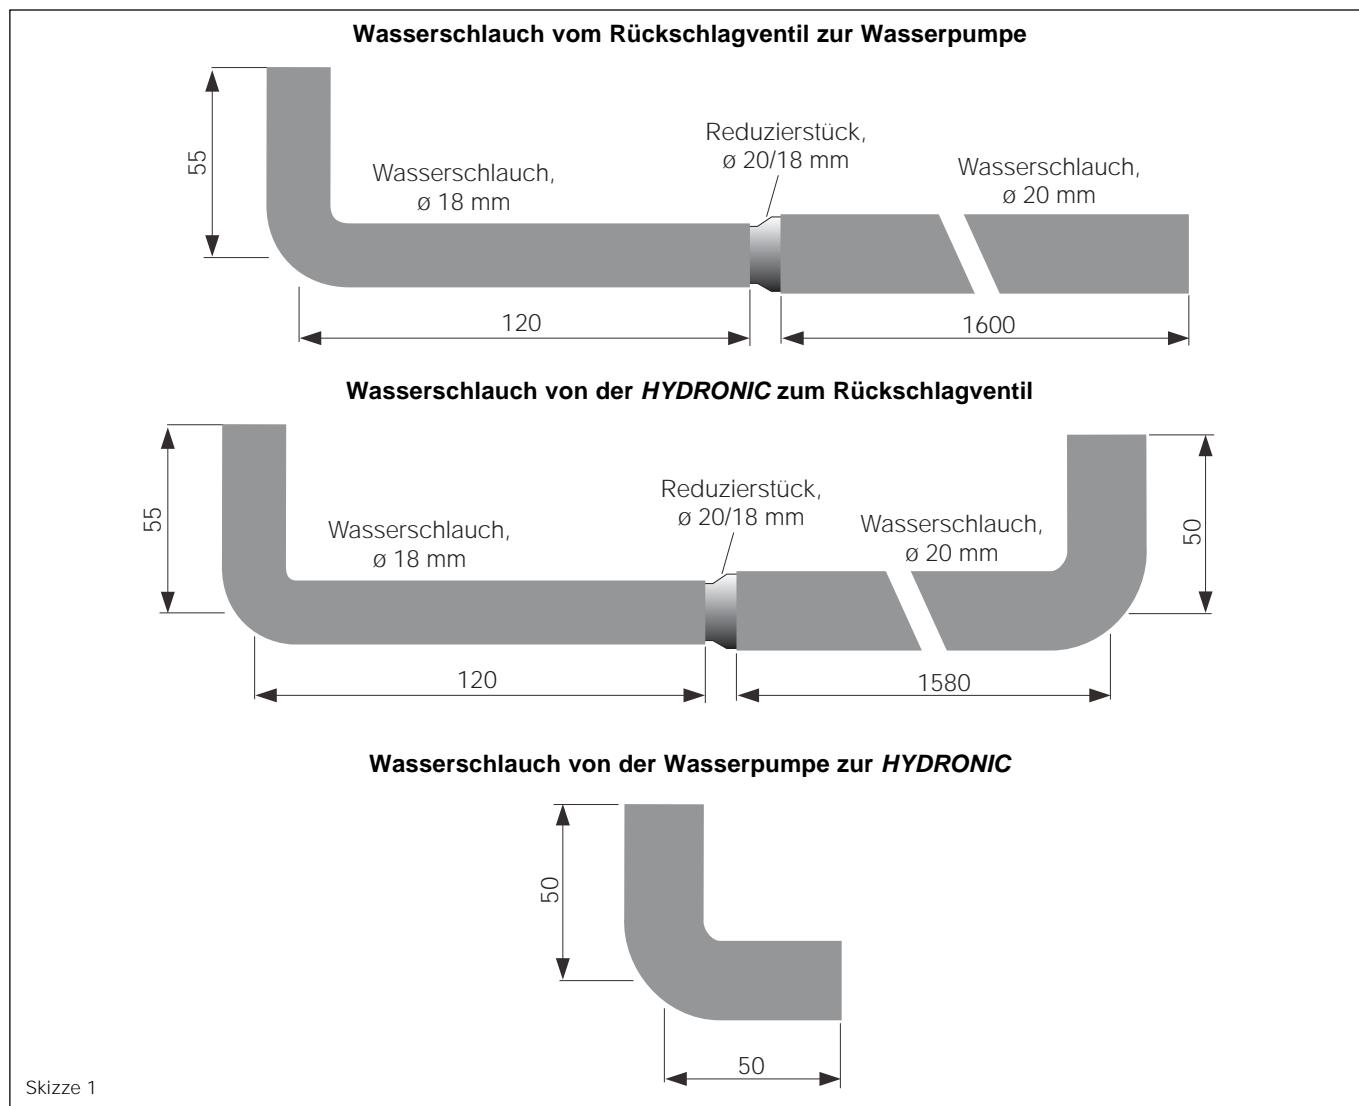 Wasserschlauch vom Rückschlagventil zur Wasserpumpe
55
Wasserschlauch,
ø 18 mm
Reduzierstück,
ø 20/18 mm
Wasserschlauch,
ø 20 mm
120
1600
Wasserschlauch von der HYDRONIC zum Rückschlagventil
55
Wasserschlauch,
ø 18 mm
Reduzierstück,
ø 20/18 mm
Wasserschlauch,
ø 20 mm
50
120
1580
Wasserschlauch von der Wasserpumpe zur HYDRONIC
50
50
Skizze 1